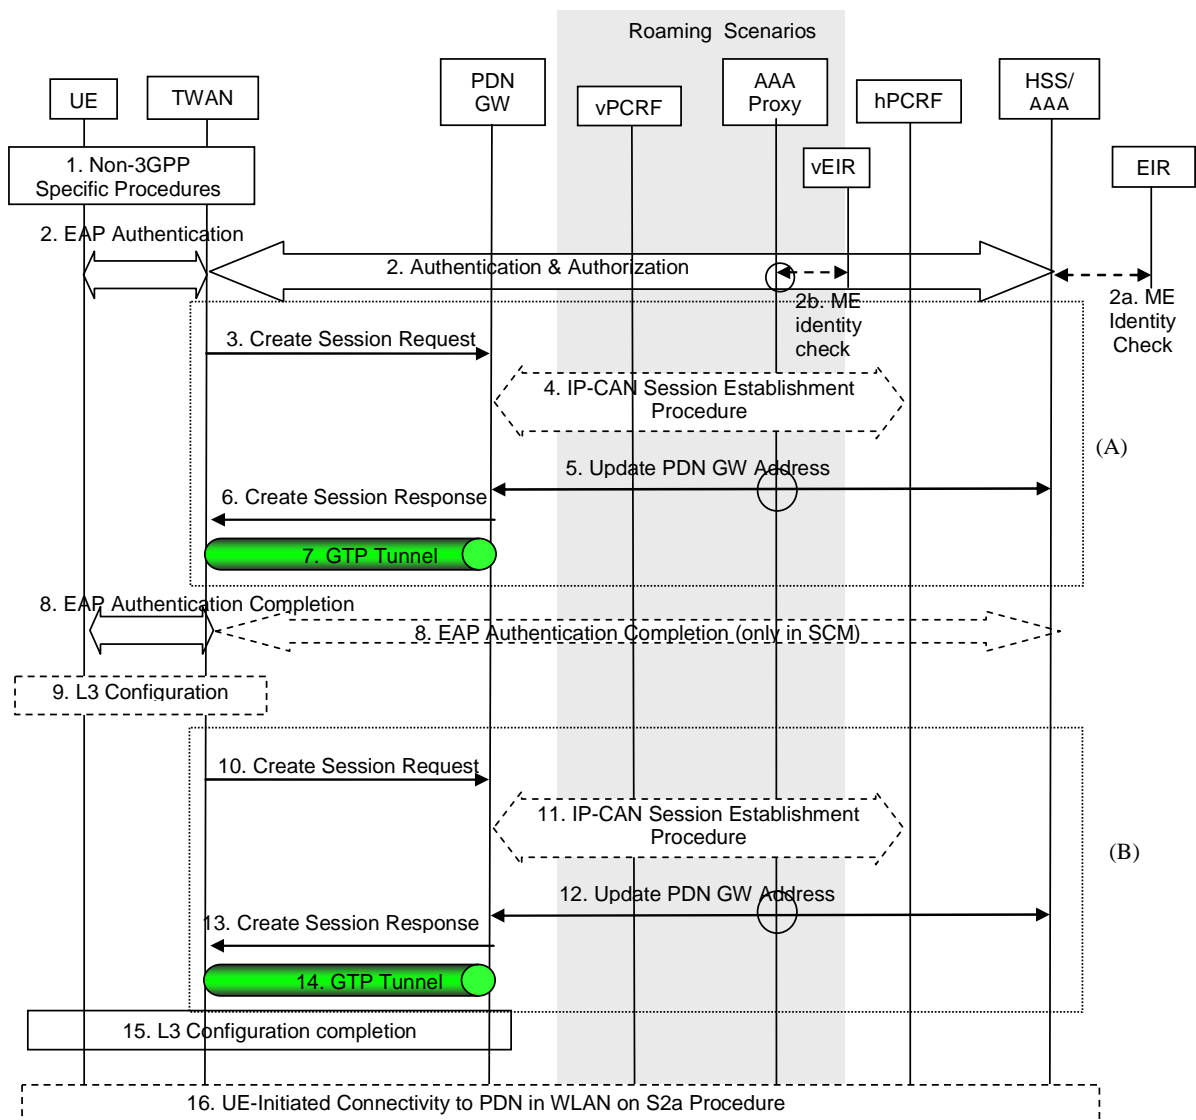 Roaming Scenarios
UE
TWAN
PDN
GW
vPCRF
AAA
Proxy
hPCRF
HSS/
AAA
vEIR
EIR
1. Non-3GPP
Specific Procedures
2. EAP Authentication
2. Authentication & Authorization
2b. ME
identity
check
2a. ME
Identity
Check
3. Create Session Request
4. IP-CAN Session Establishment
Procedure
(A)
5. Update PDN GW Address
6. Create Session Response
7. GTP Tunnel
8. EAP Authentication Completion
8. EAP Authentication Completion (only in SCM)
9. L3 Configuration
10. Create Session Request
11. IP-CAN Session Establishment
Procedure
(B)
12. Update PDN GW Address
13. Create Session Response
14. GTP Tunnel
15. L3 Configuration completion
16. UE-Initiated Connectivity to PDN in WLAN on S2a Procedure